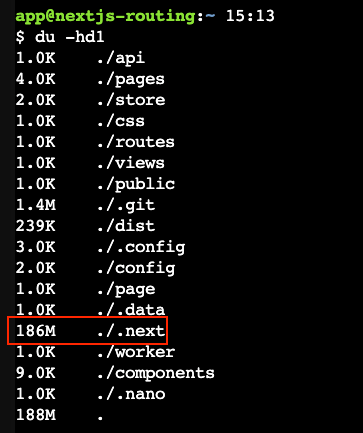 app@nextjs-routing:~ 15:13
$ du -hd1
1.0K ./api
4.0K ./pages
2.0K ./store
1.0K ./css
1.0K ./routes
1.0K ./views
1.0K ./public
1.4M ./.git
239K ./dist
3.0K ./.config
2.0K ./config
1.0K ./page
1.0K ./.data
186M ./.next
1.0K ./worker
9.0K ./components
1.0K ./.nano
188M .